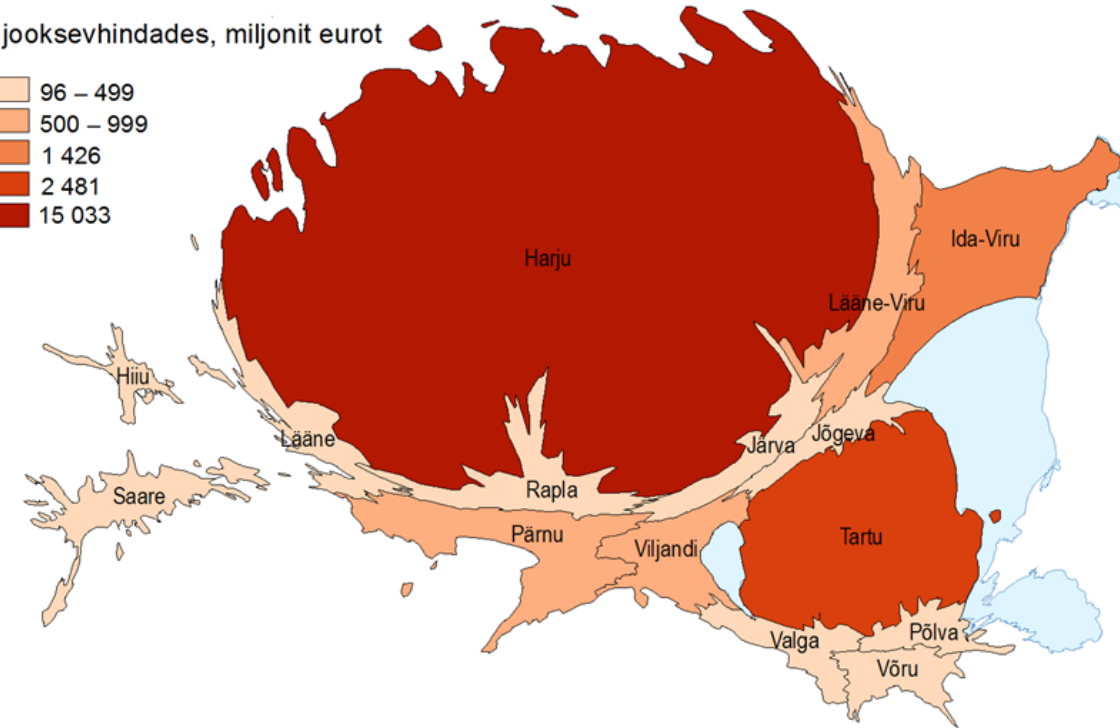 jooksevhindades, miljonit eurot
96 – 499
500 – 999
1 426
2 481
15 033
Ida-Viru
Harju
Lääne-Viru
Hiiu
Jõgeva
Lääne
Järva
Rapla
Saare
Pärnu
Tartu
Viljandi
Põlva
Valga
Võru